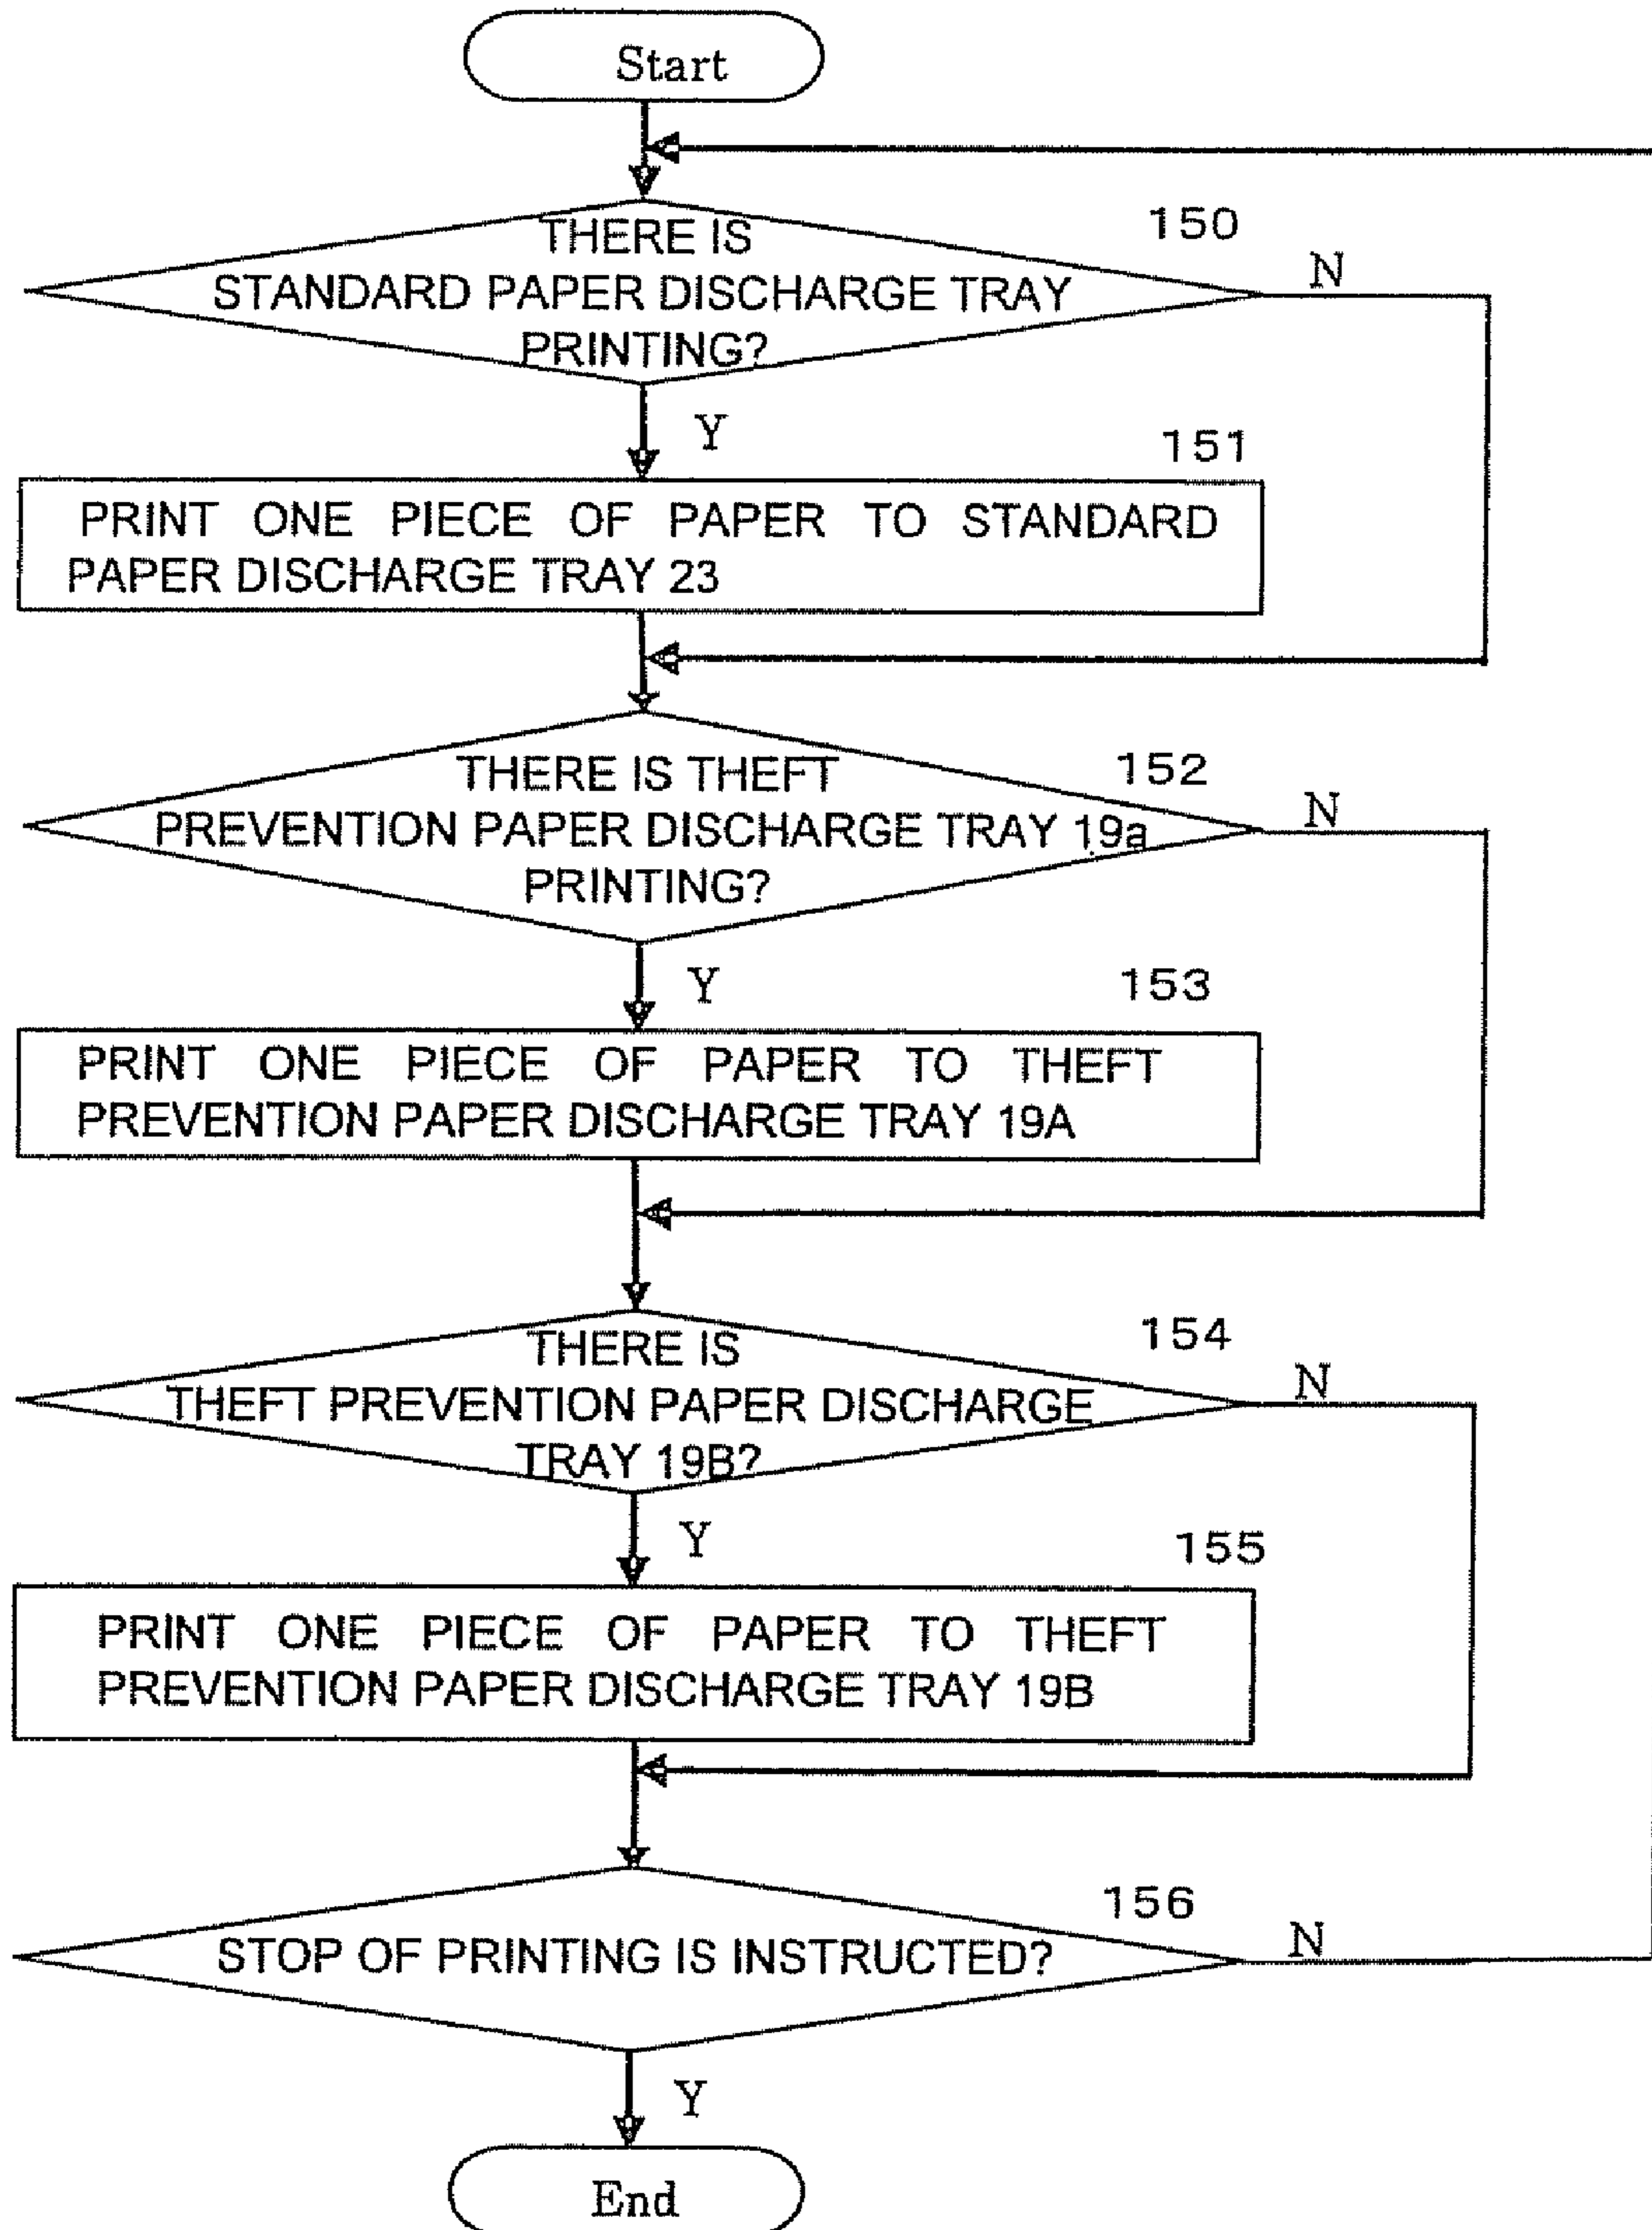 Start
150
THERE IS
STANDARD PAPER DISCHARGE TRAY
PRINTING?
N
Y
151
PRINT ONE PIECE OF PAPER TO STANDARD
PAPER DISCHARGE TRAY 23
152
THERE IS THEFT
PREVENTION PAPER DISCHARGE TRAY 19a
PRINTING?
N
Y
153
PRINT ONE PIECE OF PAPER TO THEFT
PREVENTION PAPER DISCHARGE TRAY 19A
154
THERE IS
THEFT PREVENTION PAPER DISCHARGE
TRAY 19B?
N
Y
155
PRINT ONE PIECE OF PAPER TO THEFT
PREVENTION PAPER DISCHARGE TRAY 19B
156
STOP OF PRINTING IS INSTRUCTED?
N
Y
End